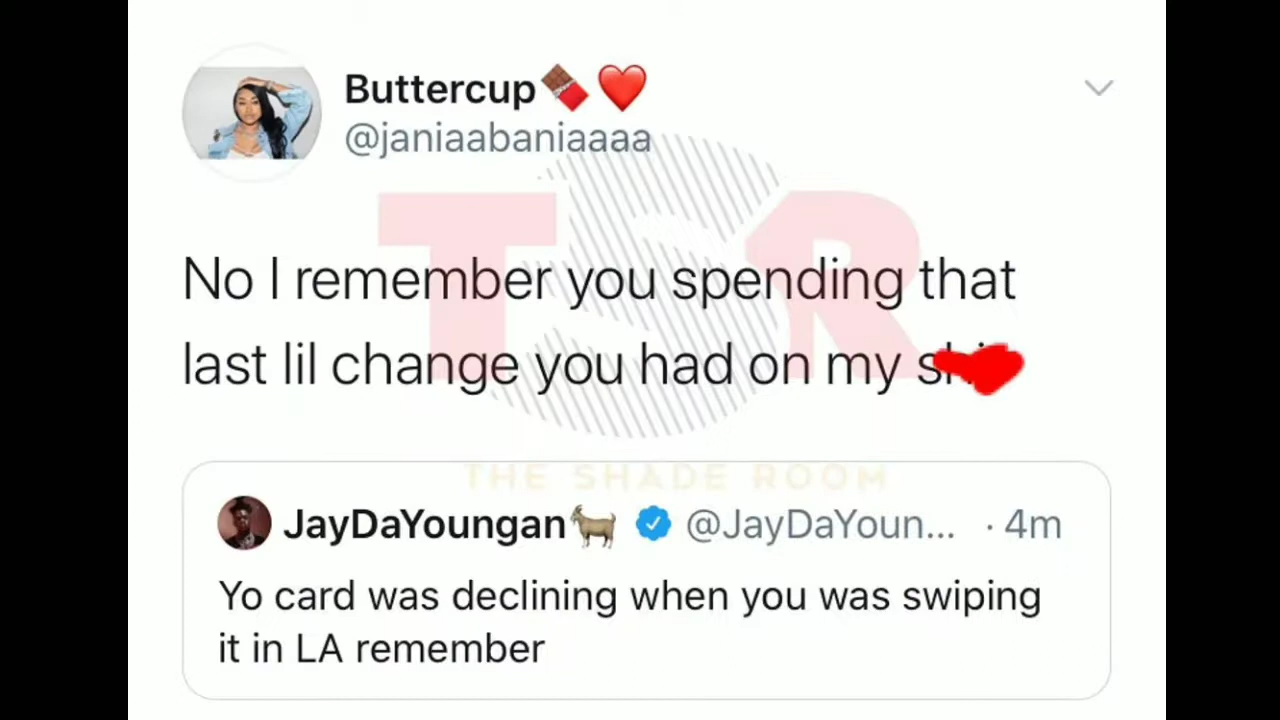 Buttercup🍫❤️
@janiaabaniaaaa
No I remember you spending that
last lil change you had on my
TSR
THE SHADE ROOM
JayDaYoungan🐐 @JayDaYoun... · 4m
Yo card was declining when you was swiping
it in LA remember